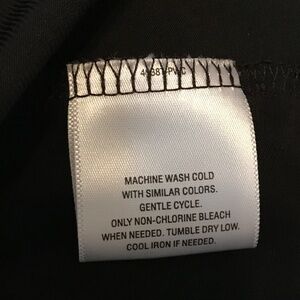 MACHINE WASH COLD
WITH SIMILAR COLORS.
GENTLE CYCLE.
ONLY NON-CHLORINE BLEACH
WHEN NEEDED. TUMBLE DRY LOW.
COOL IRON IF NEEDED.